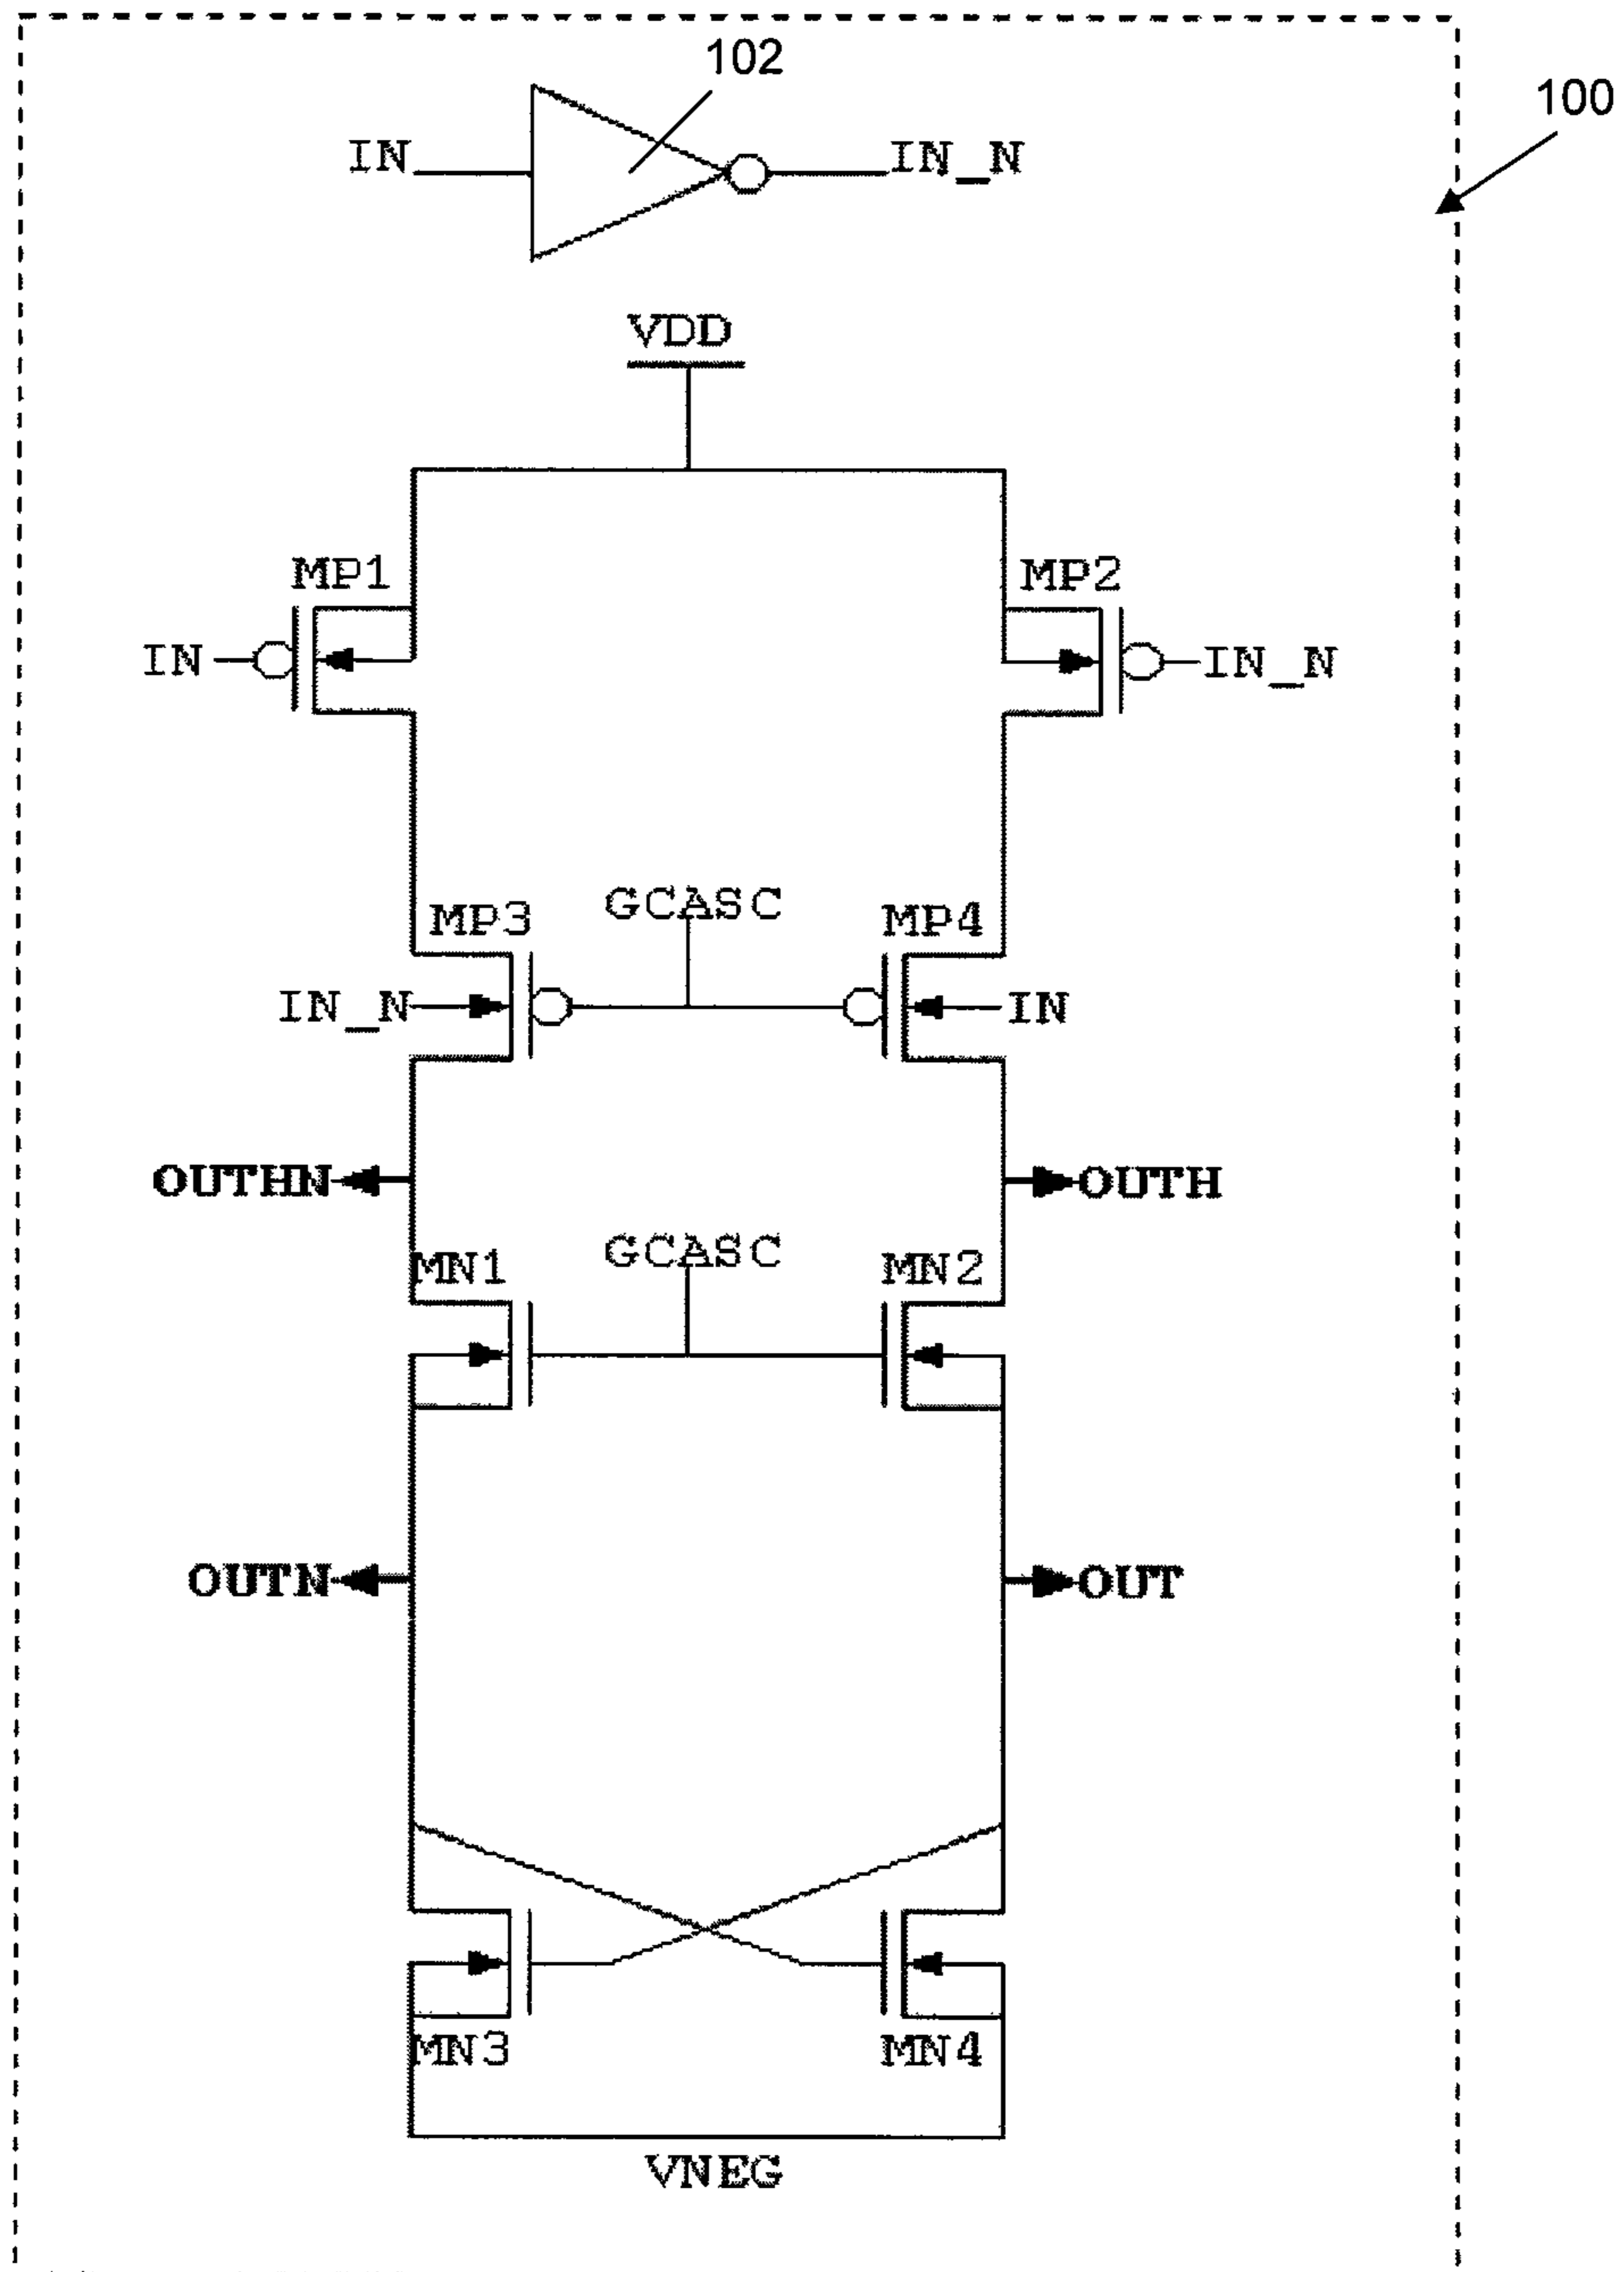 102
100
IN
IN_N
VDD
MP1
MP2
IN
IN_N
GCASC
MP3
MP4
IN_N
IN
OUTHN
OUTH
GCASC
MN1
MN2
OUTN
OUT
MN3
MN4
VNEG